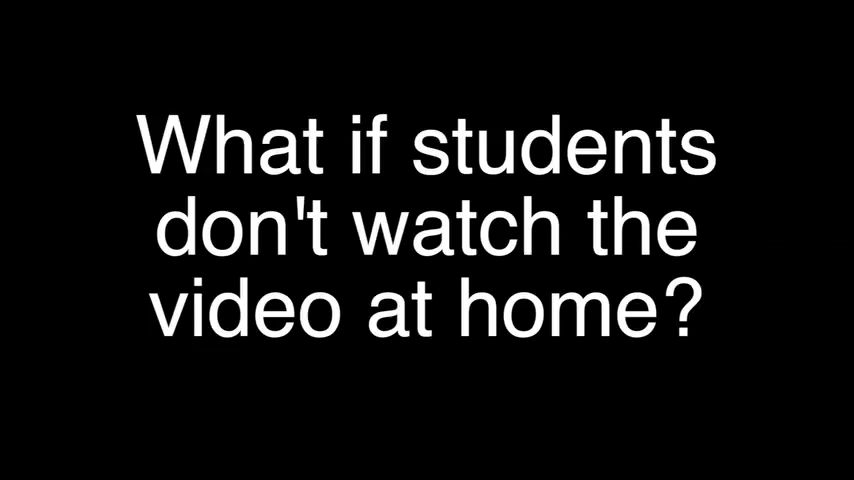 What if students
don't watch the
video at home?